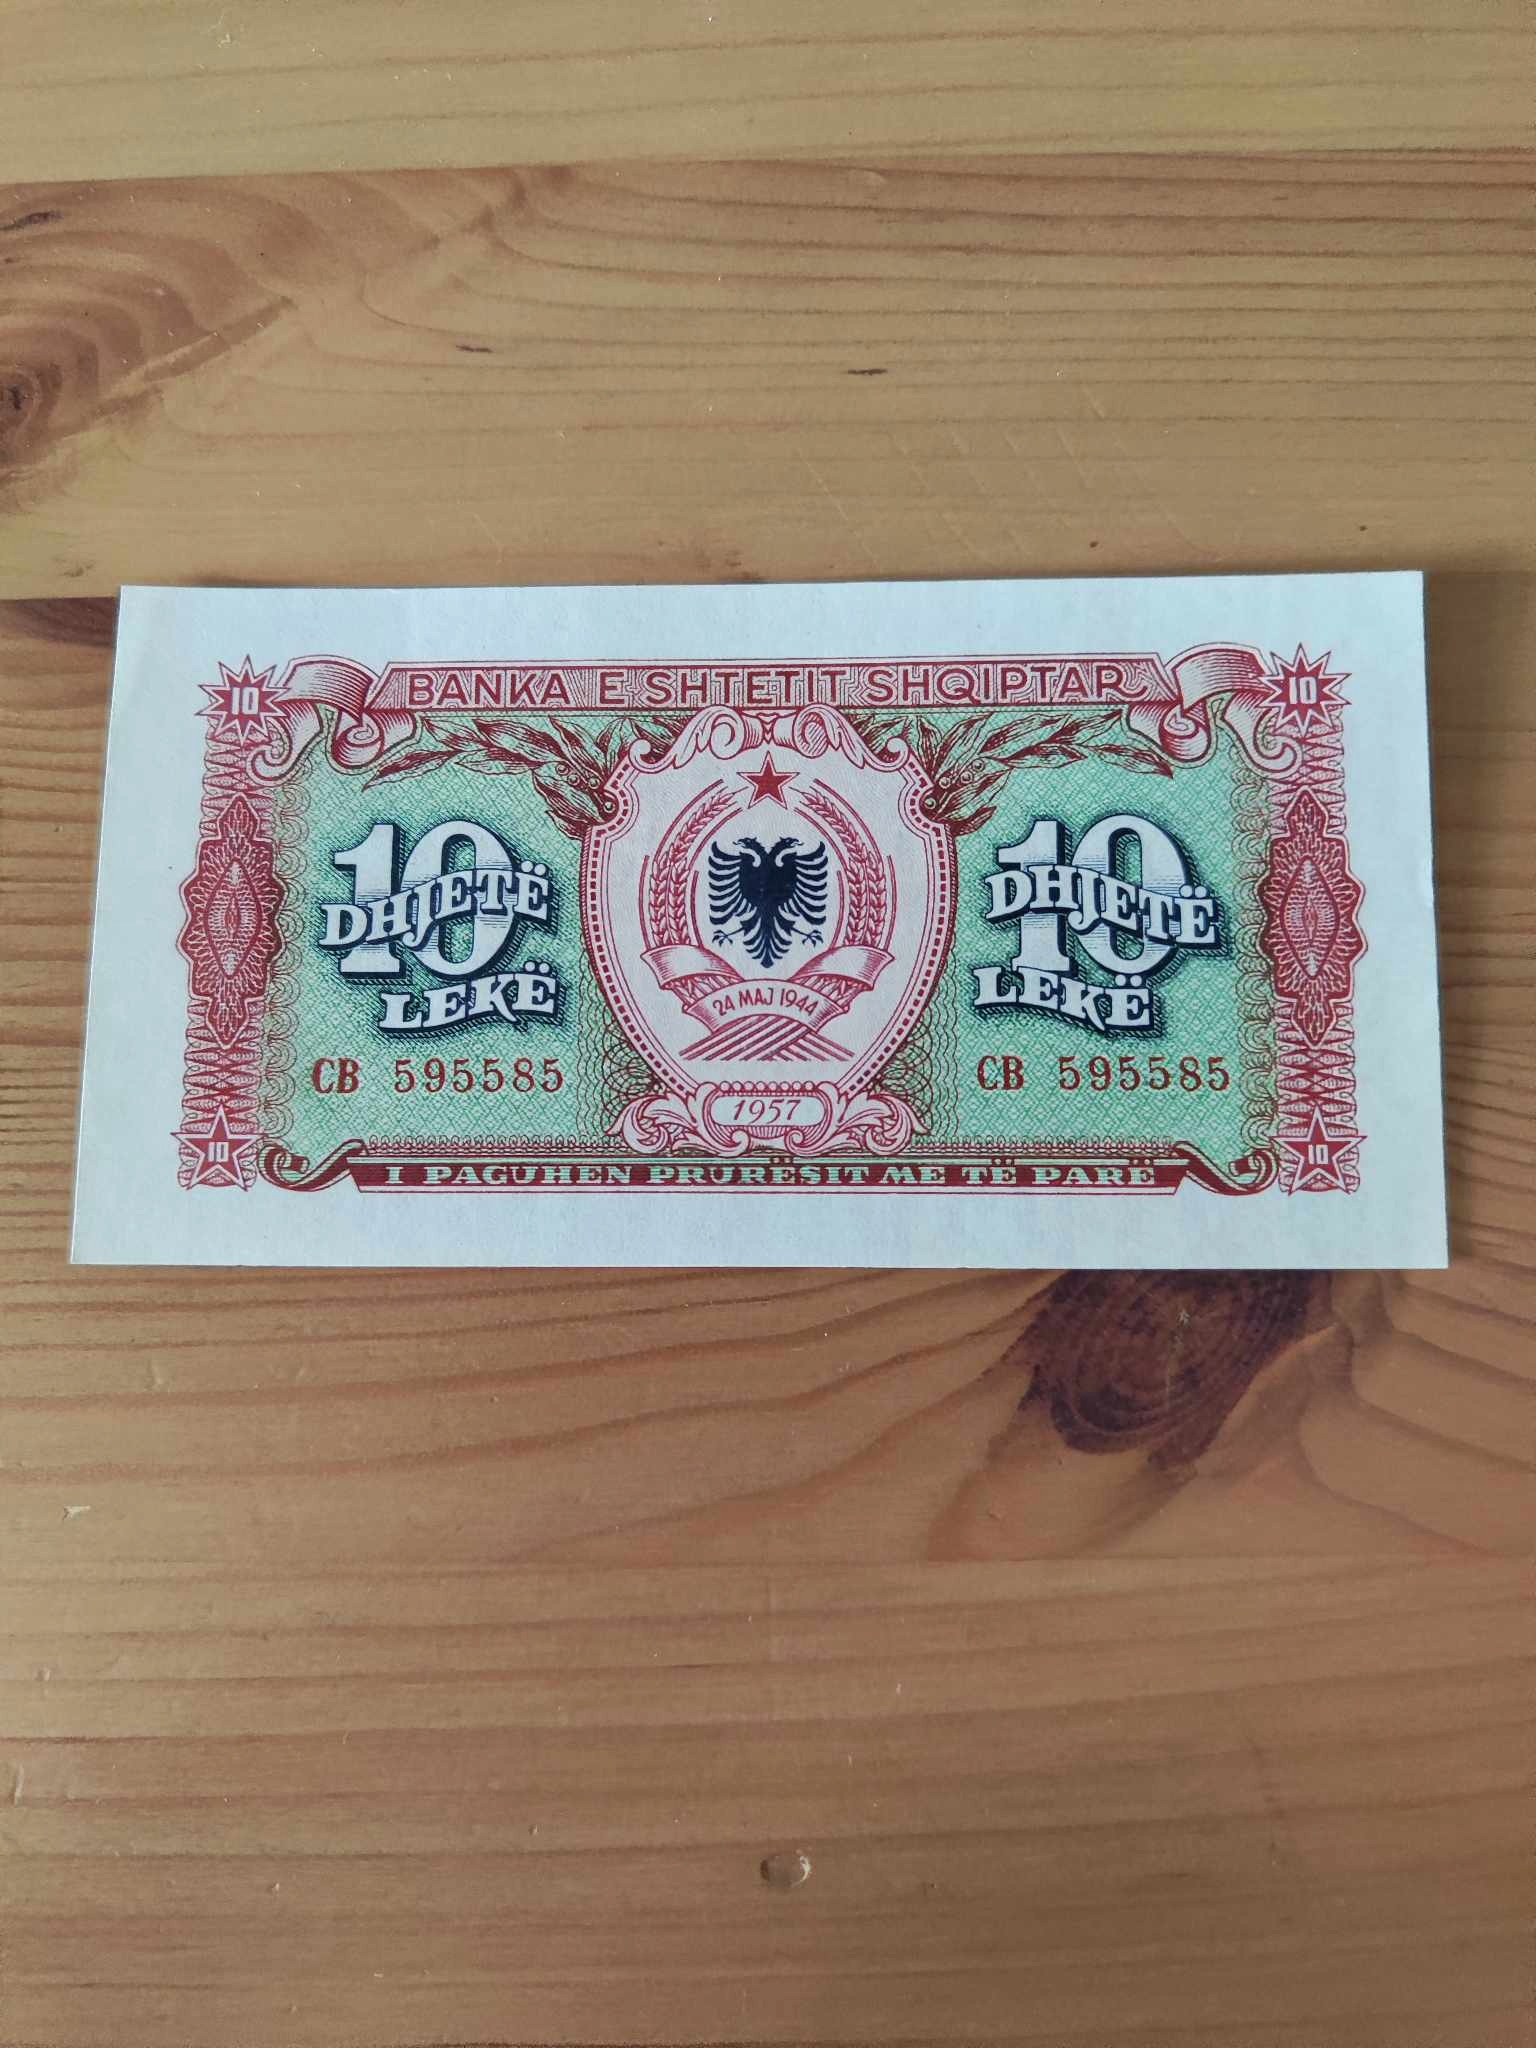 10 BANKA E SHTETIT SHQIPTAR 10
10 10
DHJETË DHJETË
LEKË LEKË
24 MAJ 1944
CB 595585 CB 595585
1957
10 10
I PAGUHEN PRURËSIT ME TË PARË